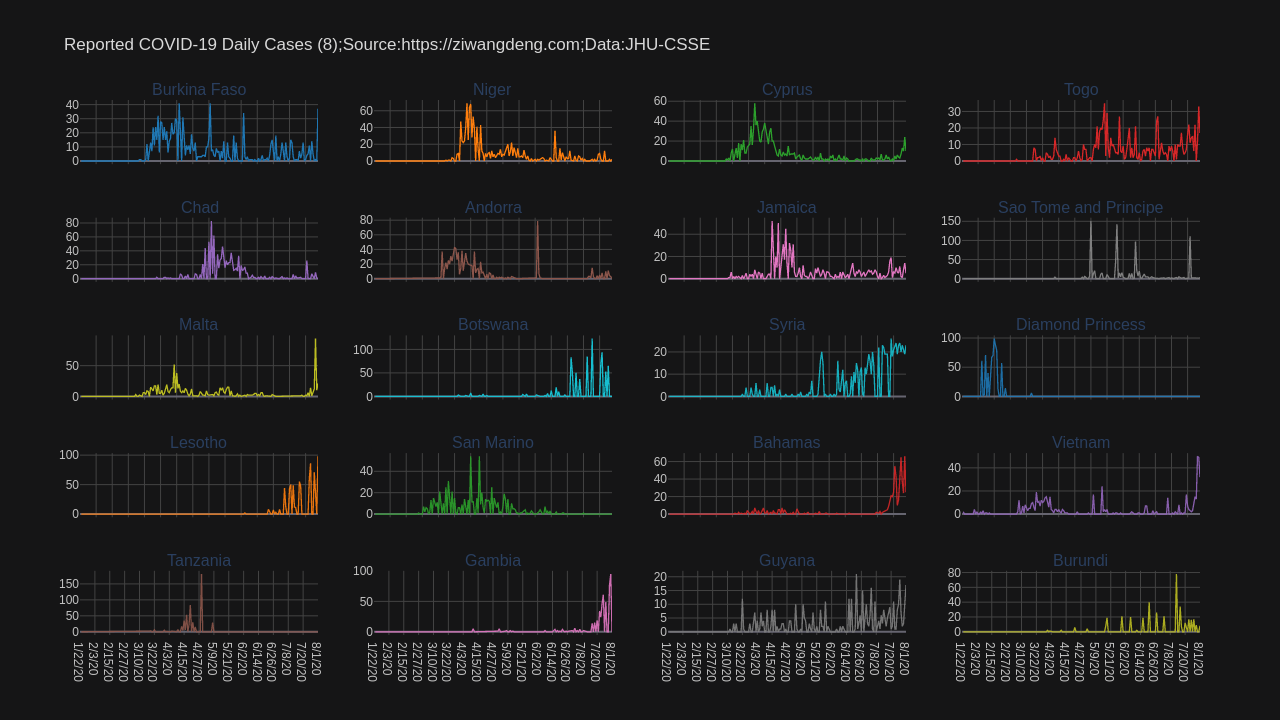 Reported COVID-19 Daily Cases (8);Source:https://ziwangdeng.com;Data:JHU-CSSE
Burkina Faso Niger Cyprus Togo
40 30 20 10 0
60 40 20 0
60 40 20 0
30 20 10 0
Chad Andorra Jamaica Sao Tome and Principe
80 60 40 20 0
80 60 40 20 0
40 20 0
150 100 50 0
Malta Botswana Syria Diamond Princess
50 0
100 50 0
20 10 0
100 50 0
Lesotho San Marino Bahamas Vietnam
100 50 0
40 20 0
60 40 20 0
40 20 0
Tanzania Gambia Guyana Burundi
150 100 50 0
100 50 0
20 15 10 5 0
80 60 40 20 0
1/22/20 2/3/20 2/15/20 2/27/20 3/10/20 3/22/20 4/3/20 4/15/20 4/27/20 5/9/20 5/21/20 6/2/20 6/14/20 6/26/20 7/8/20 7/20/20 8/1/20
1/22/20 2/3/20 2/15/20 2/27/20 3/10/20 3/22/20 4/3/20 4/15/20 4/27/20 5/9/20 5/21/20 6/2/20 6/14/20 6/26/20 7/8/20 7/20/20 8/1/20
1/22/20 2/3/20 2/15/20 2/27/20 3/10/20 3/22/20 4/3/20 4/15/20 4/27/20 5/9/20 5/21/20 6/2/20 6/14/20 6/26/20 7/8/20 7/20/20 8/1/20
1/22/20 2/3/20 2/15/20 2/27/20 3/10/20 3/22/20 4/3/20 4/15/20 4/27/20 5/9/20 5/21/20 6/2/20 6/14/20 6/26/20 7/8/20 7/20/20 8/1/20